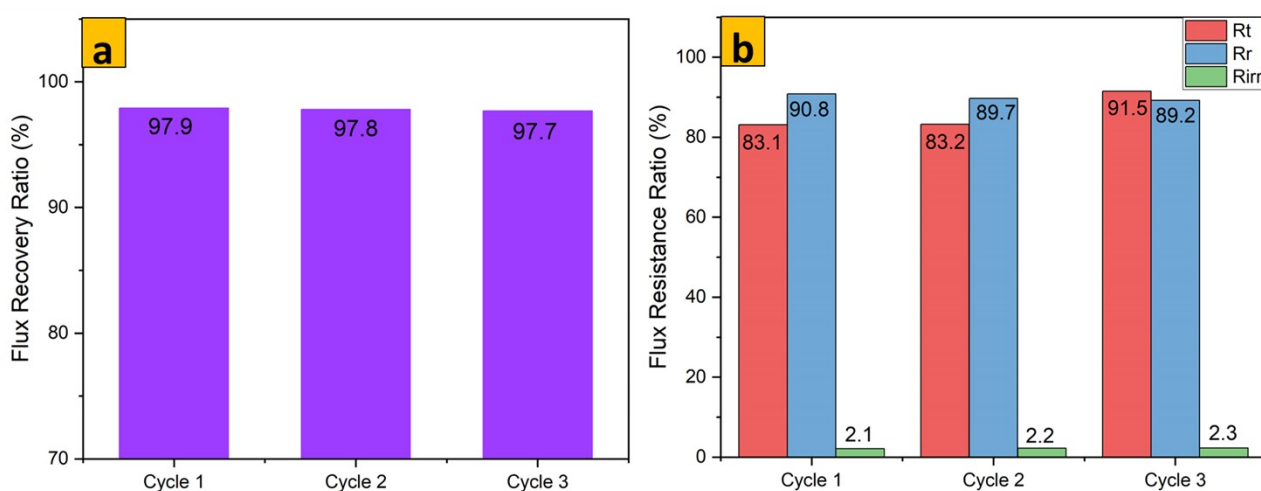 a
Flux Recovery Ratio (%)
100
90
80
70
97.9
97.8
97.7
Cycle 1
Cycle 2
Cycle 3
b
Flux Resistance Ratio (%)
100
80
60
40
20
0
Rt
Rr
Rirr
83.1
90.8
2.1
83.2
89.7
2.2
91.5
89.2
2.3
Cycle 1
Cycle 2
Cycle 3